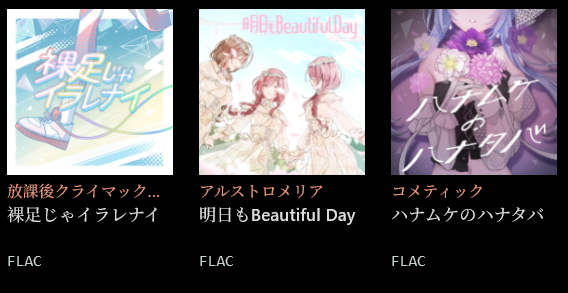 裸足じゃ
イラレナイ
明日もBeautifulDay
ハナムケ
の
ハナタバ
放課後クライマック...
裸足じゃイラレナイ
FLAC
アルストロメリア
明日もBeautiful Day
FLAC
コメティック
ハナムケのハナタバ
FLAC